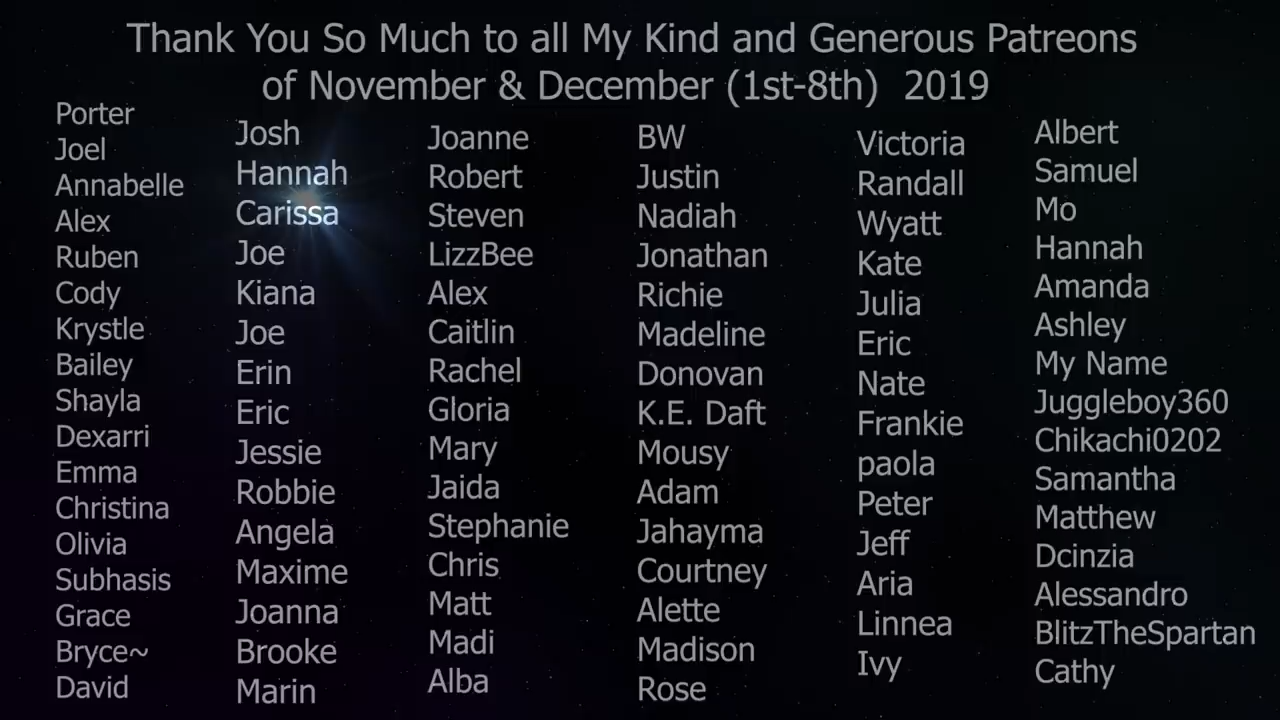 Thank You So Much to all My Kind and Generous Patreons
of November & December (1st-8th)  2019
Porter
Joel
Annabelle
Alex
Ruben
Cody
Krystle
Bailey
Shayla
Dexarri
Emma
Christina
Olivia
Subhasis
Grace
Bryce~
David
Josh
Hannah
Carissa
Joe
Kiana
Joe
Erin
Eric
Jessie
Robbie
Angela
Maxime
Joanna
Brooke
Marin
Joanne
Robert
Steven
LizzBee
Alex
Caitlin
Rachel
Gloria
Mary
Jaida
Stephanie
Chris
Matt
Madi
Alba
BW
Justin
Nadiah
Jonathan
Richie
Madeline
Donovan
K.E. Daft
Mousy
Adam
Jahayma
Courtney
Alette
Madison
Rose
Victoria
Randall
Wyatt
Kate
Julia
Eric
Nate
Frankie
paola
Peter
Jeff
Aria
Linnea
Ivy
Albert
Samuel
Mo
Hannah
Amanda
Ashley
My Name
Juggleboy360
Chikachi0202
Samantha
Matthew
Dcinzia
Alessandro
BlitzTheSpartan
Cathy